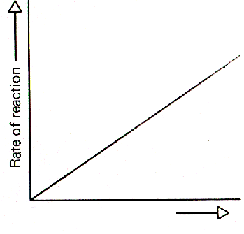 Rate of reaction